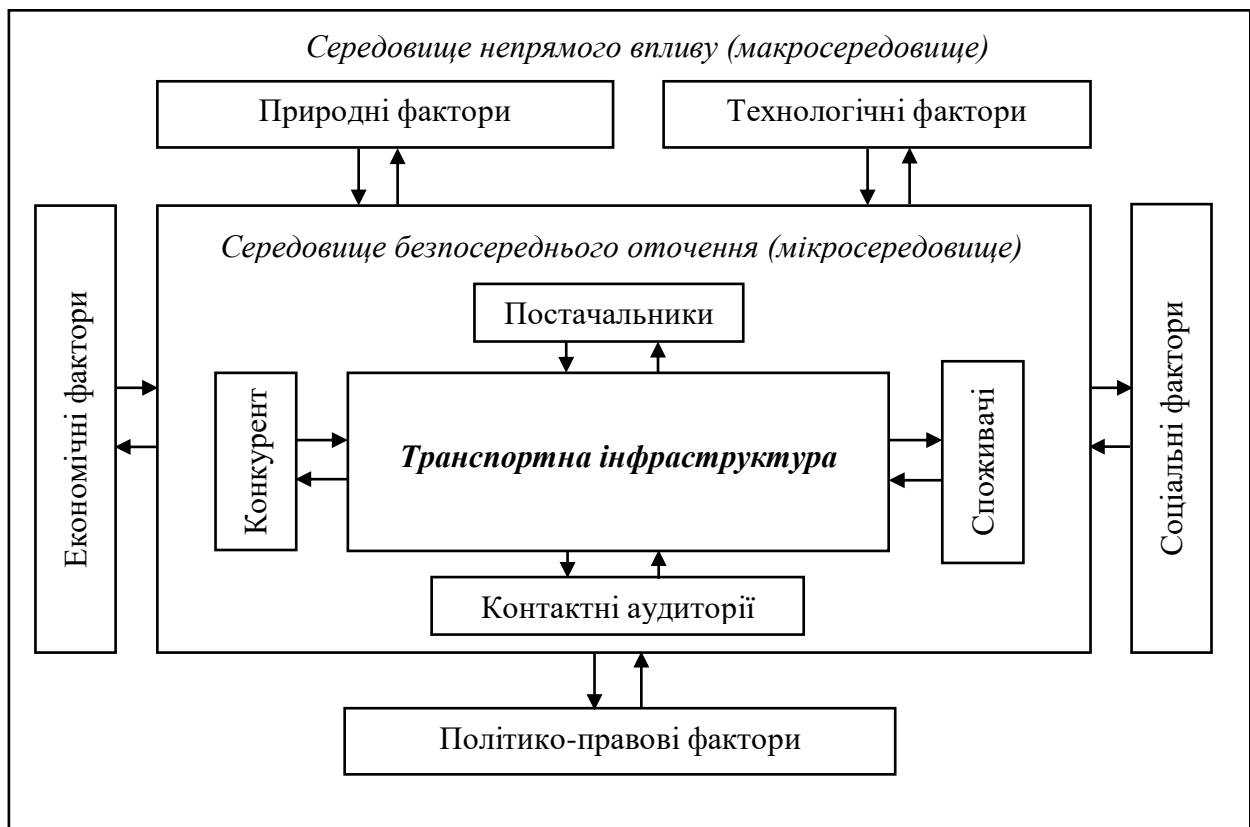 Середовище непрямого впливу (макросередовище)
Природні фактори
Технологічні фактори
Економічні фактори
Середовище безпосереднього оточення (мікросередовище)
Постачальники
Конкурент
Транспортна інфраструктура
Споживачі
Контактні аудиторії
Соціальні фактори
Політико-правові фактори